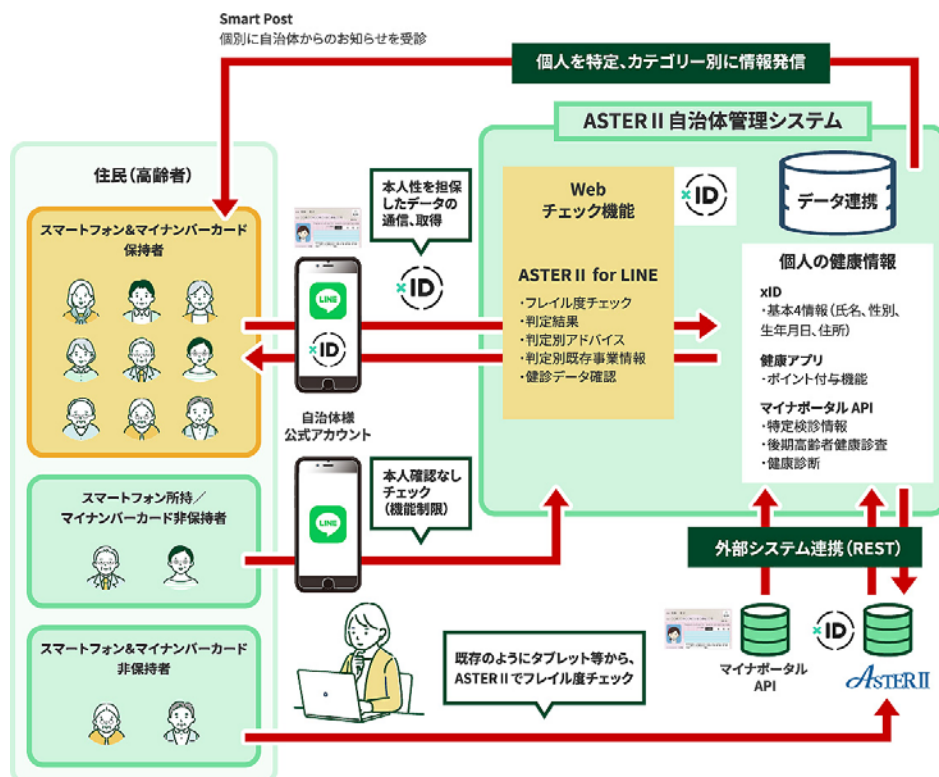 Smart Post
個別に自治体からのお知らせを受診
個人を特定、カテゴリー別に情報発信
ASTERⅡ自治体管理システム
住民(高齢者)
スマートフォン&マイナンバーカード
保持者
本人性を担保
したデータの
通信、取得
xID
LINE
xID
自治体様
公式アカウント
Web
チェック機能
xID
データ連携
ASTERⅡ for LINE
・フレイル度チェック
・判定結果
・判定別アドバイス
・判定別既存事業情報
・健診データ確認
個人の健康情報
xID
・基本4情報(氏名、性別、
生年月日、住所)
健康アプリ
・ポイント付与機能
マイナポータル API
・特定検診情報
・後期高齢者健康診査
・健康診断
スマートフォン所持／
マイナンバーカード非保持者
LINE
本人確認なし
チェック
(機能制限)
外部システム連携(REST)
スマートフォン&マイナンバーカード
非保持者
既存のようにタブレット等から、
ASTERⅡでフレイル度チェック
マイナポータル
API
xID
ASTERⅡ